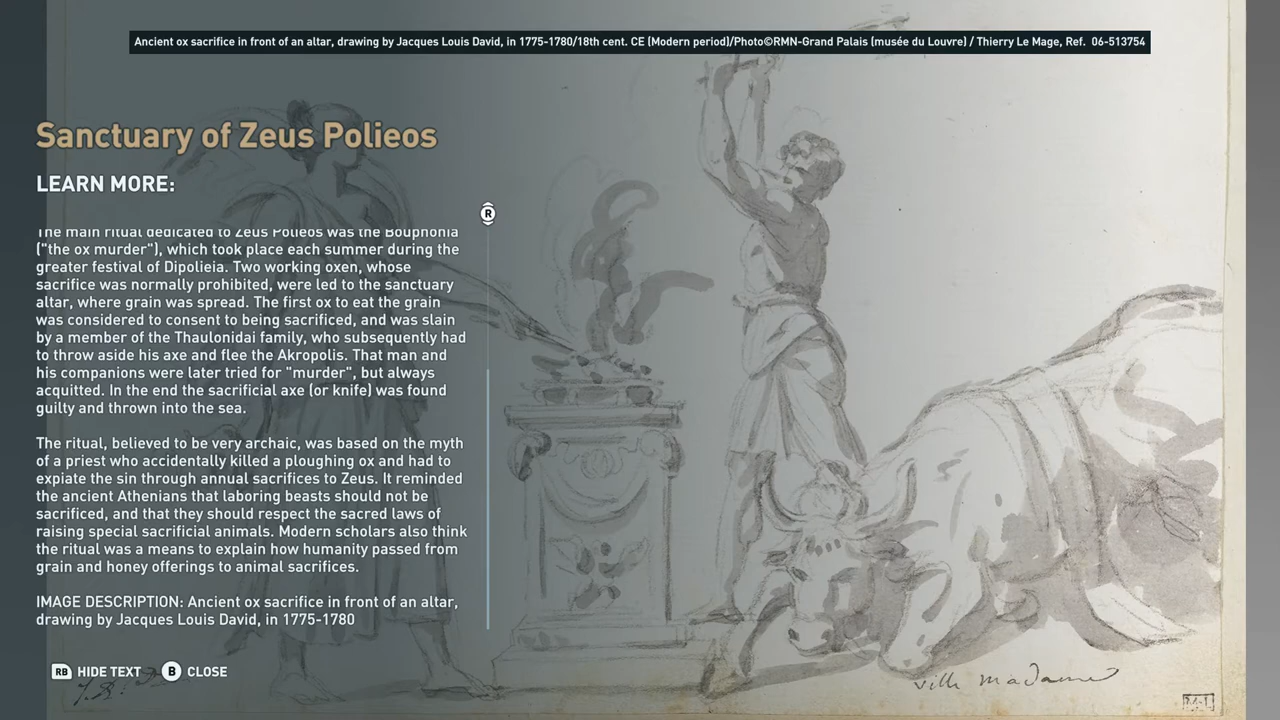 Ancient ox sacrifice in front of an altar, drawing by Jacques Louis David, in 1775-1780/18th cent. CE (Modern period)/Photo©RMN-Grand Palais (musée du Louvre) / Thierry Le Mage, Ref. 06-513754
Sanctuary of Zeus Polieos
LEARN MORE:
R
The main ritual dedicated to Zeus Polieos was the Bouphonia
("the ox murder"), which took place each summer during the
greater festival of Dipolieia. Two working oxen, whose
sacrifice was normally prohibited, were led to the sanctuary
altar, where grain was spread. The first ox to eat the grain
was considered to consent to being sacrificed, and was slain
by a member of the Thaulonidai family, who subsequently had
to throw aside his axe and flee the Akropolis. That man and
his companions were later tried for "murder", but always
acquitted. In the end the sacrificial axe (or knife) was found
guilty and thrown into the sea.
The ritual, believed to be very archaic, was based on the myth
of a priest who accidentally killed a ploughing ox and had to
expiate the sin through annual sacrifices to Zeus. It reminded
the ancient Athenians that laboring beasts should not be
sacrificed, and that they should respect the sacred laws of
raising special sacrificial animals. Modern scholars also think
the ritual was a means to explain how humanity passed from
grain and honey offerings to animal sacrifices.
IMAGE DESCRIPTION: Ancient ox sacrifice in front of an altar,
drawing by Jacques Louis David, in 1775-1780
RB HIDE TEXT B CLOSE
ville Madame